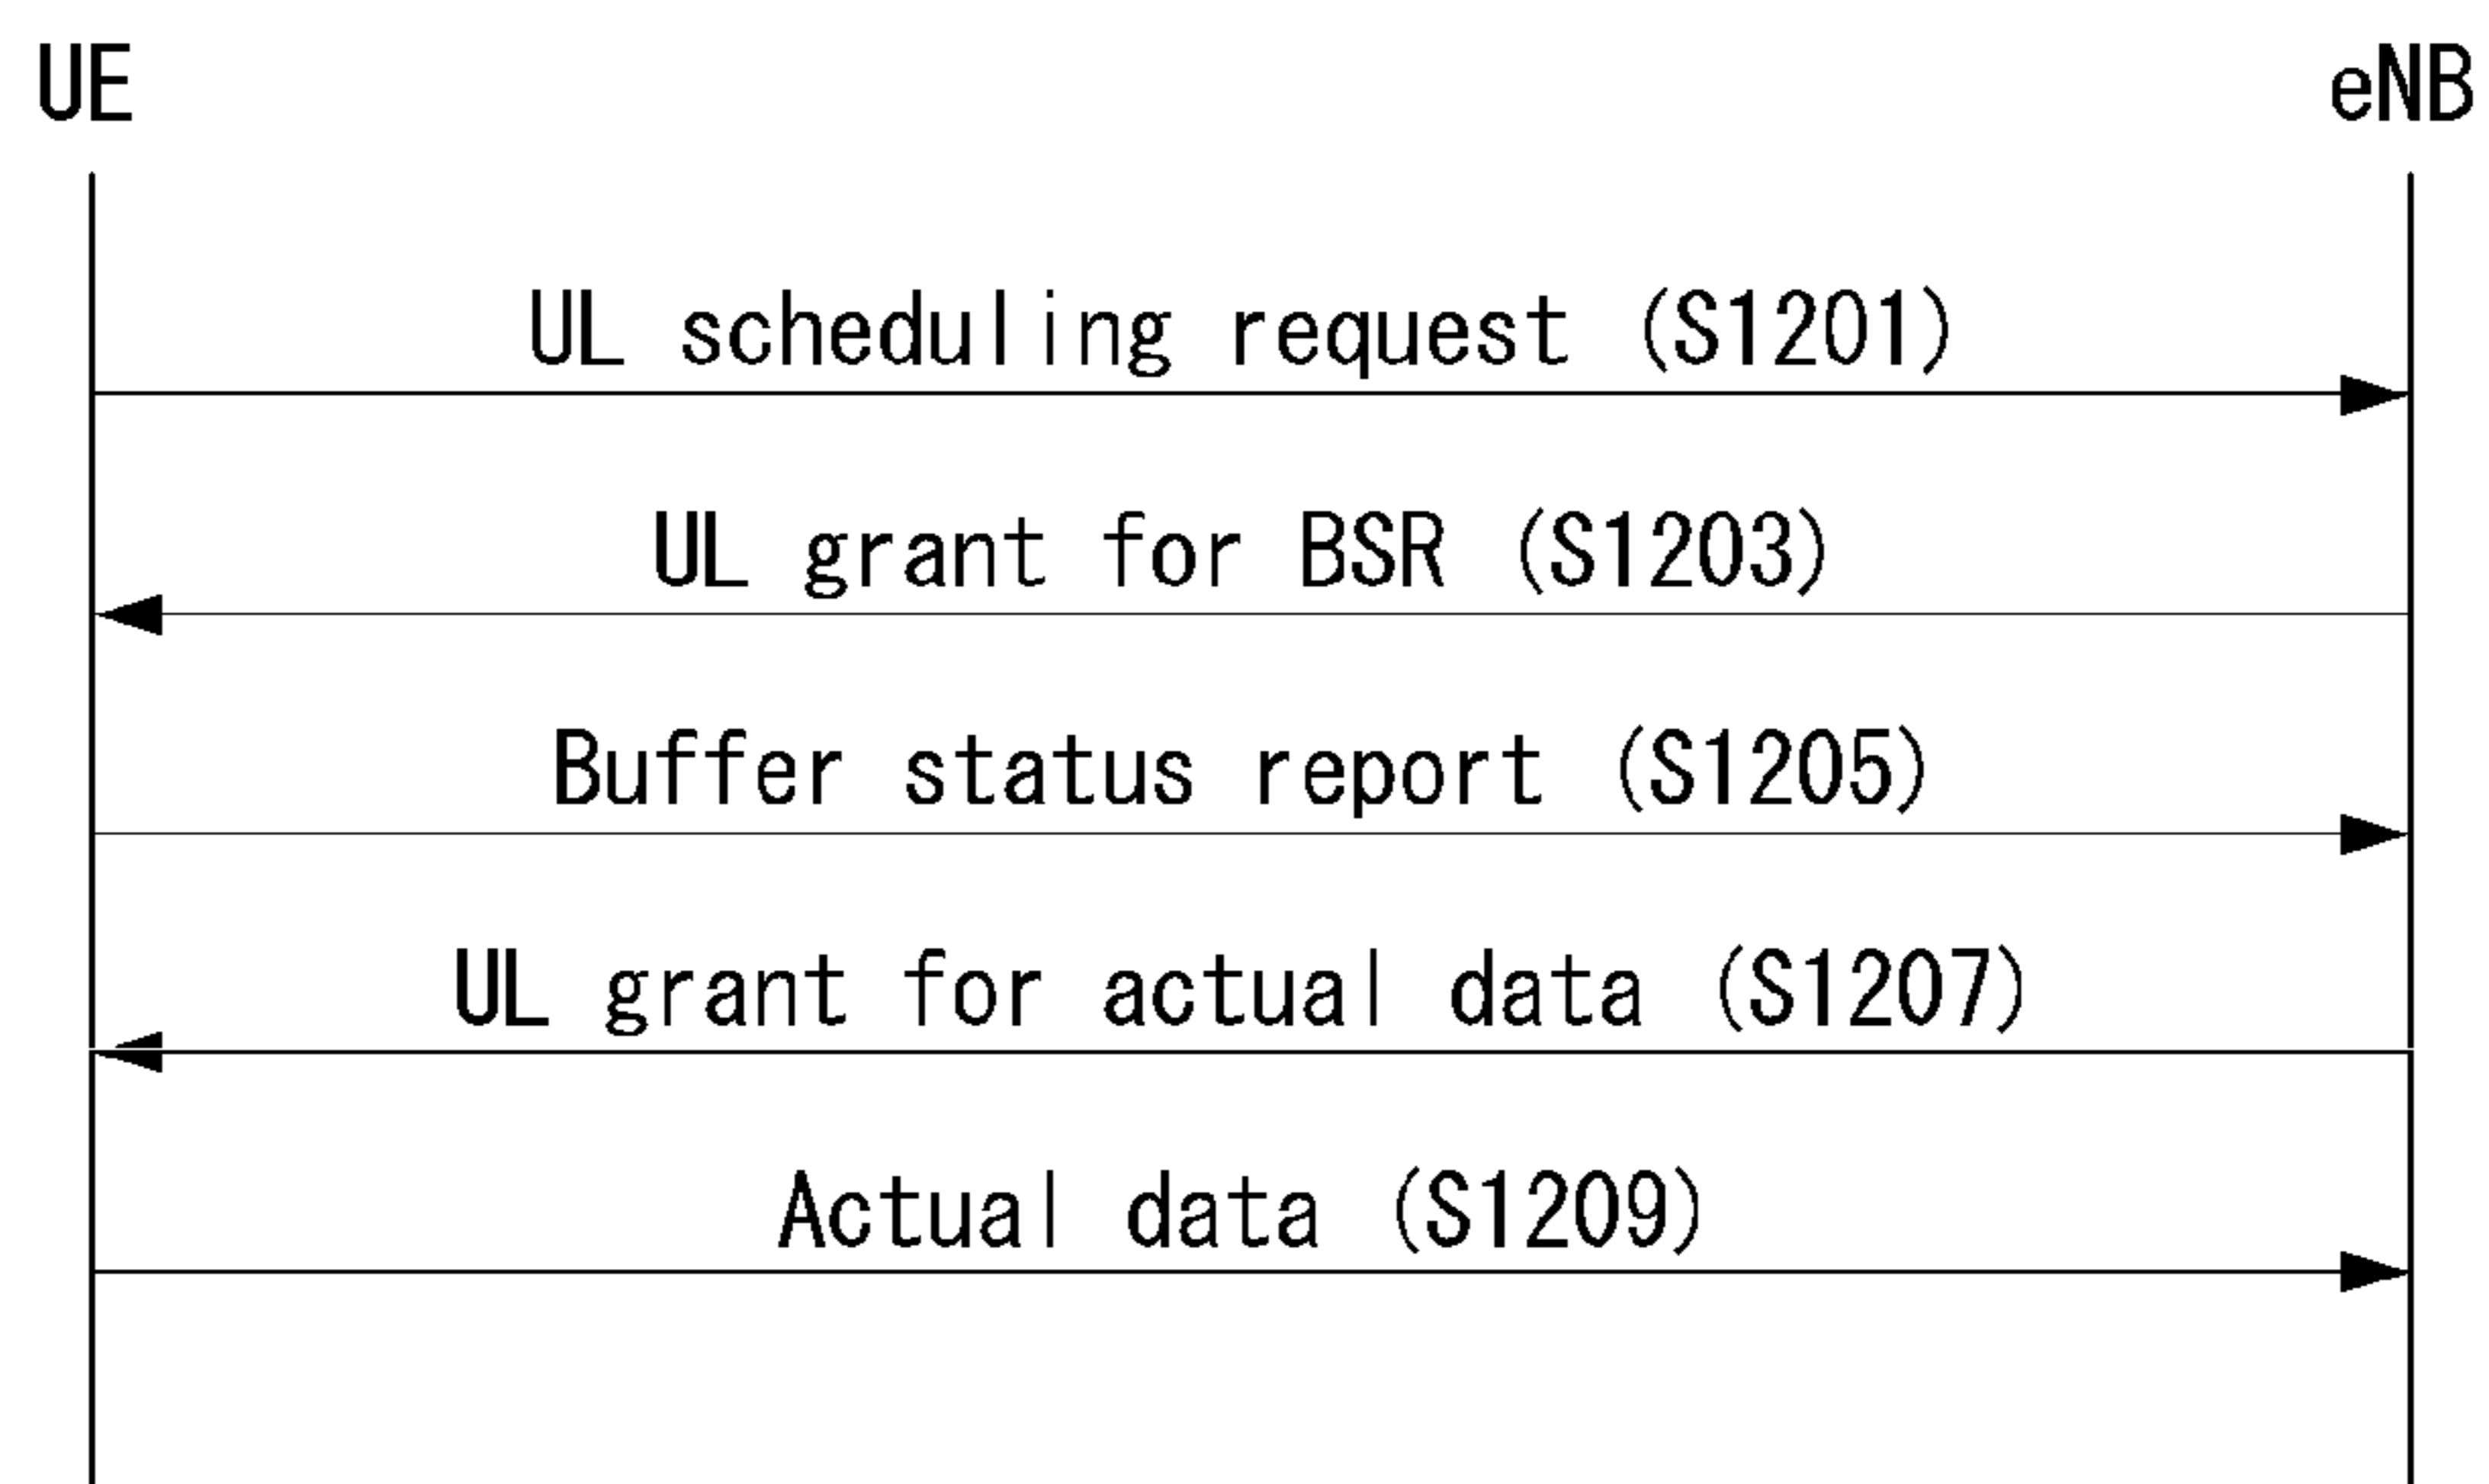 UE eNB
UL scheduling request (S1201)
UL grant for BSR (S1203)
Buffer status report (S1205)
UL grant for actual data (S1207)
Actual data (S1209)